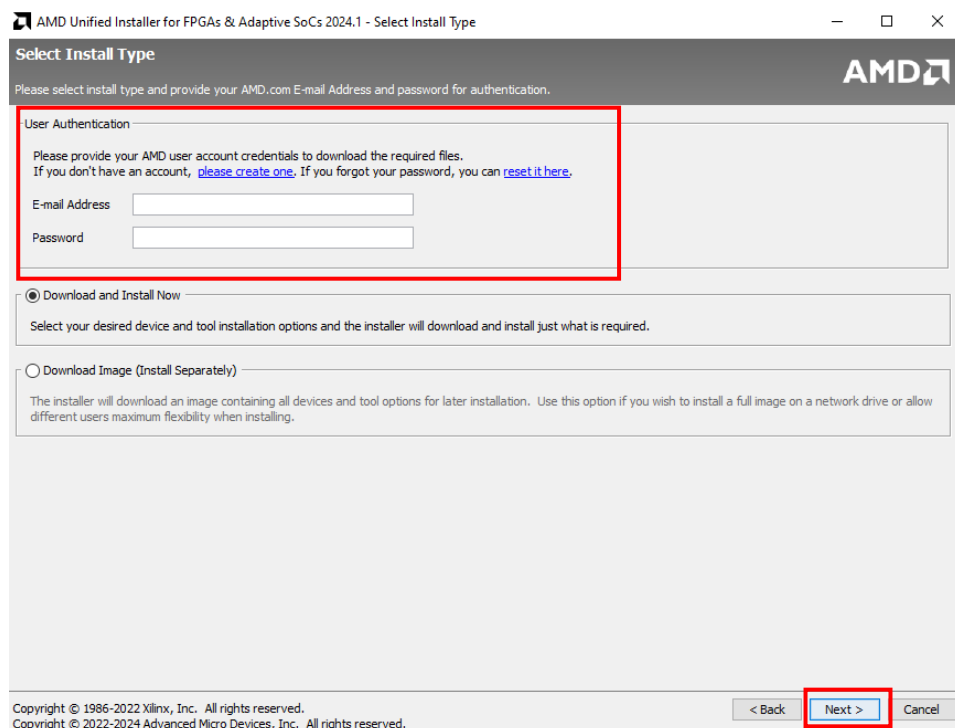 AMD Unified Installer for FPGAs & Adaptive SoCs 2024.1 - Select Install Type
Select Install Type
AMD
Please select install type and provide your AMD.com E-mail Address and password for authentication.
User Authentication
Please provide your AMD user account credentials to download the required files.
If you don't have an account, please create one. If you forgot your password, you can reset it here.
E-mail Address
Password
Download and Install Now
Select your desired device and tool installation options and the installer will download and install just what is required.
Download Image (Install Separately)
The installer will download an image containing all devices and tool options for later installation. Use this option if you wish to install a full image on a network drive or allow
different users maximum flexibility when installing.
Copyright © 1986-2022 Xilinx, Inc. All rights reserved.
Copyright © 2022-2024 Advanced Micro Devices, Inc. All rights reserved.
< Back
Next >
Cancel